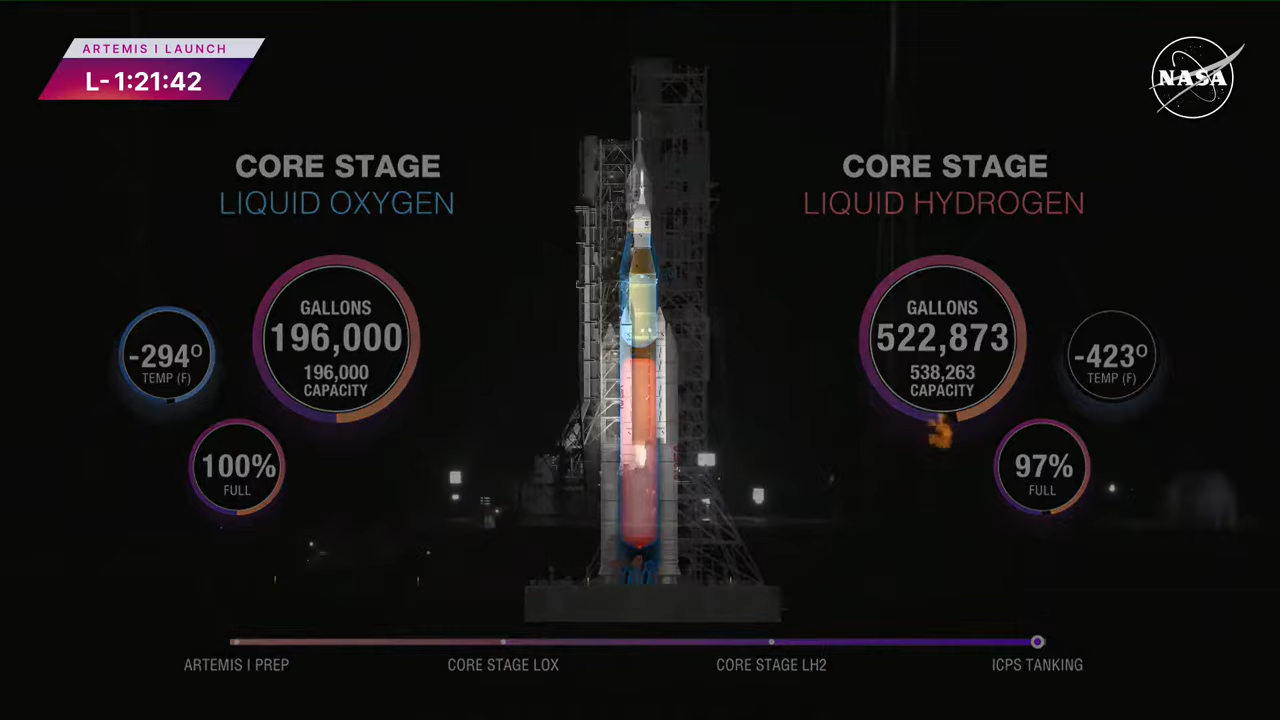 ARTEMIS I LAUNCH
L-1:21:42
NASA
CORE STAGE
LIQUID OXYGEN
GALLONS
196,000
196,000
CAPACITY
-294º
TEMP (F)
100%
FULL
CORE STAGE
LIQUID HYDROGEN
GALLONS
522,873
538,263
CAPACITY
-423º
TEMP (F)
97%
FULL
ARTEMIS I PREP
CORE STAGE LOX
CORE STAGE LH2
ICPS TANKING